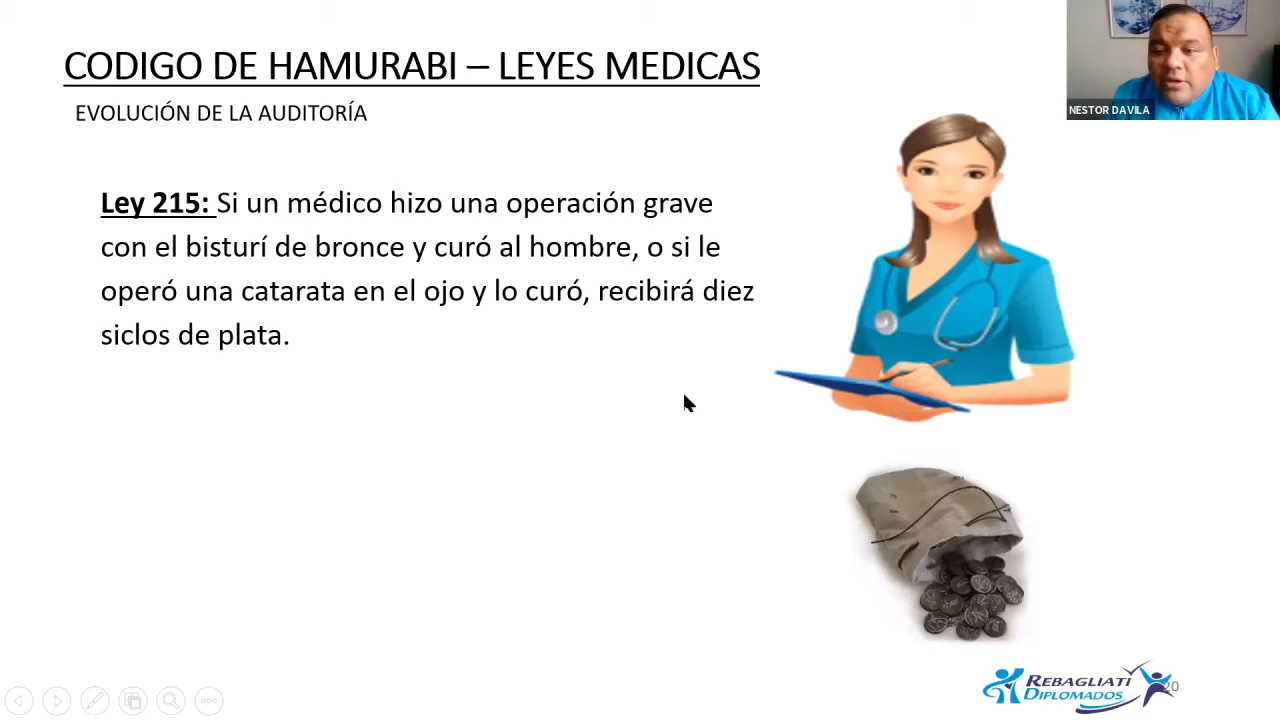 CODIGO DE HAMURABI – LEYES MEDICAS
EVOLUCIÓN DE LA AUDITORÍA
NESTOR DAVILA
Ley 215: Si un médico hizo una operación grave
con el bisturí de bronce y curó al hombre, o si le
operó una catarata en el ojo y lo curó, recibirá diez
siclos de plata.
REBAGLIATI
DIPLOMADOS
20